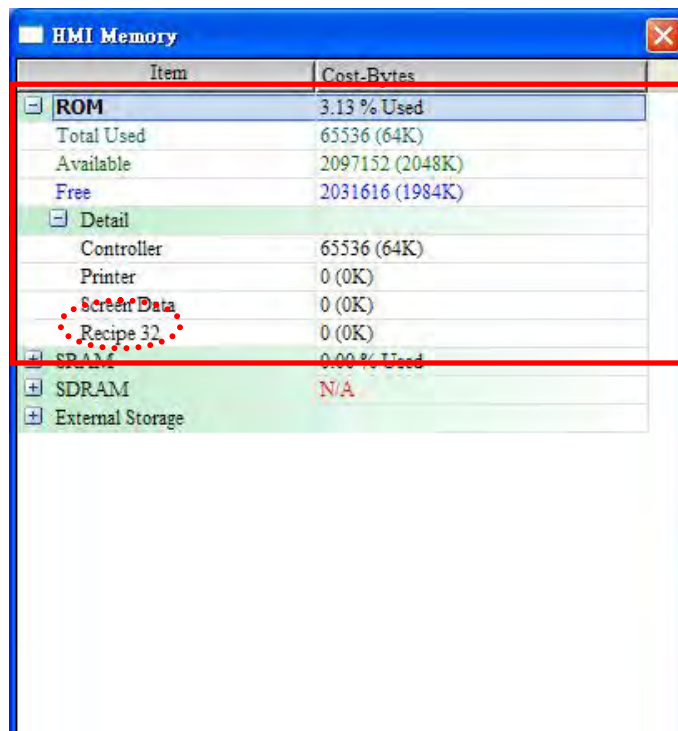 HMI Memory
Item Cost-Bytes
ROM 3.13 % Used
Total Used 65536 (64K)
Available 2097152 (2048K)
Free 2031616 (1984K)
Detail
Controller 65536 (64K)
Printer 0 (0K)
Screen Data 0 (0K)
Recipe 32 0 (0K)
SRAM 0.00 % Used
SDRAM N/A
External Storage